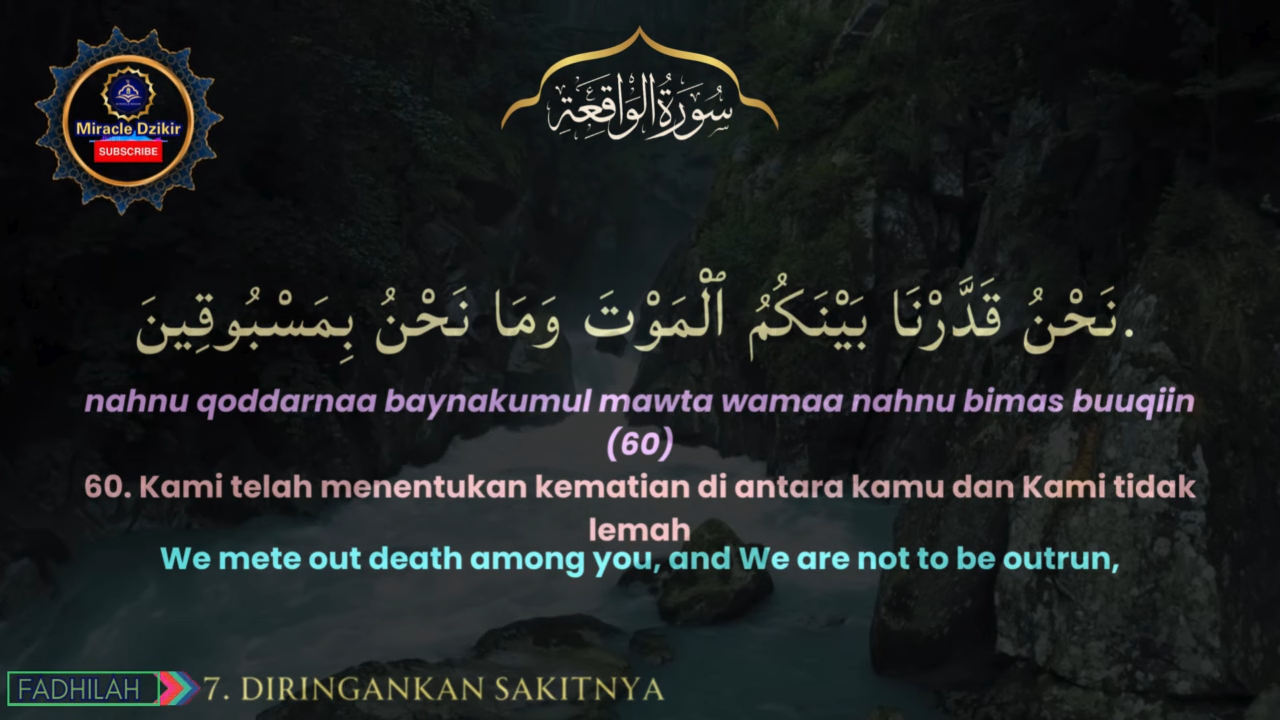 Miracle Dzikir
SUBSCRIBE
سُورَةُ الْوَاقِعَةِ
نَحْنُ قَدَّرْنَا بَيْنَكُمُ ٱلْمَوْتَ وَمَا نَحْنُ بِمَسْبُوقِينَ.
nahnu qoddarnaa baynakumul mawta wamaa nahnu bimas buuqiin
(60)
60. Kami telah menentukan kematian di antara kamu dan Kami tidak
lemah
We mete out death among you, and We are not to be outrun,
FADHILAH 7. DIRINGANKAN SAKITNYA